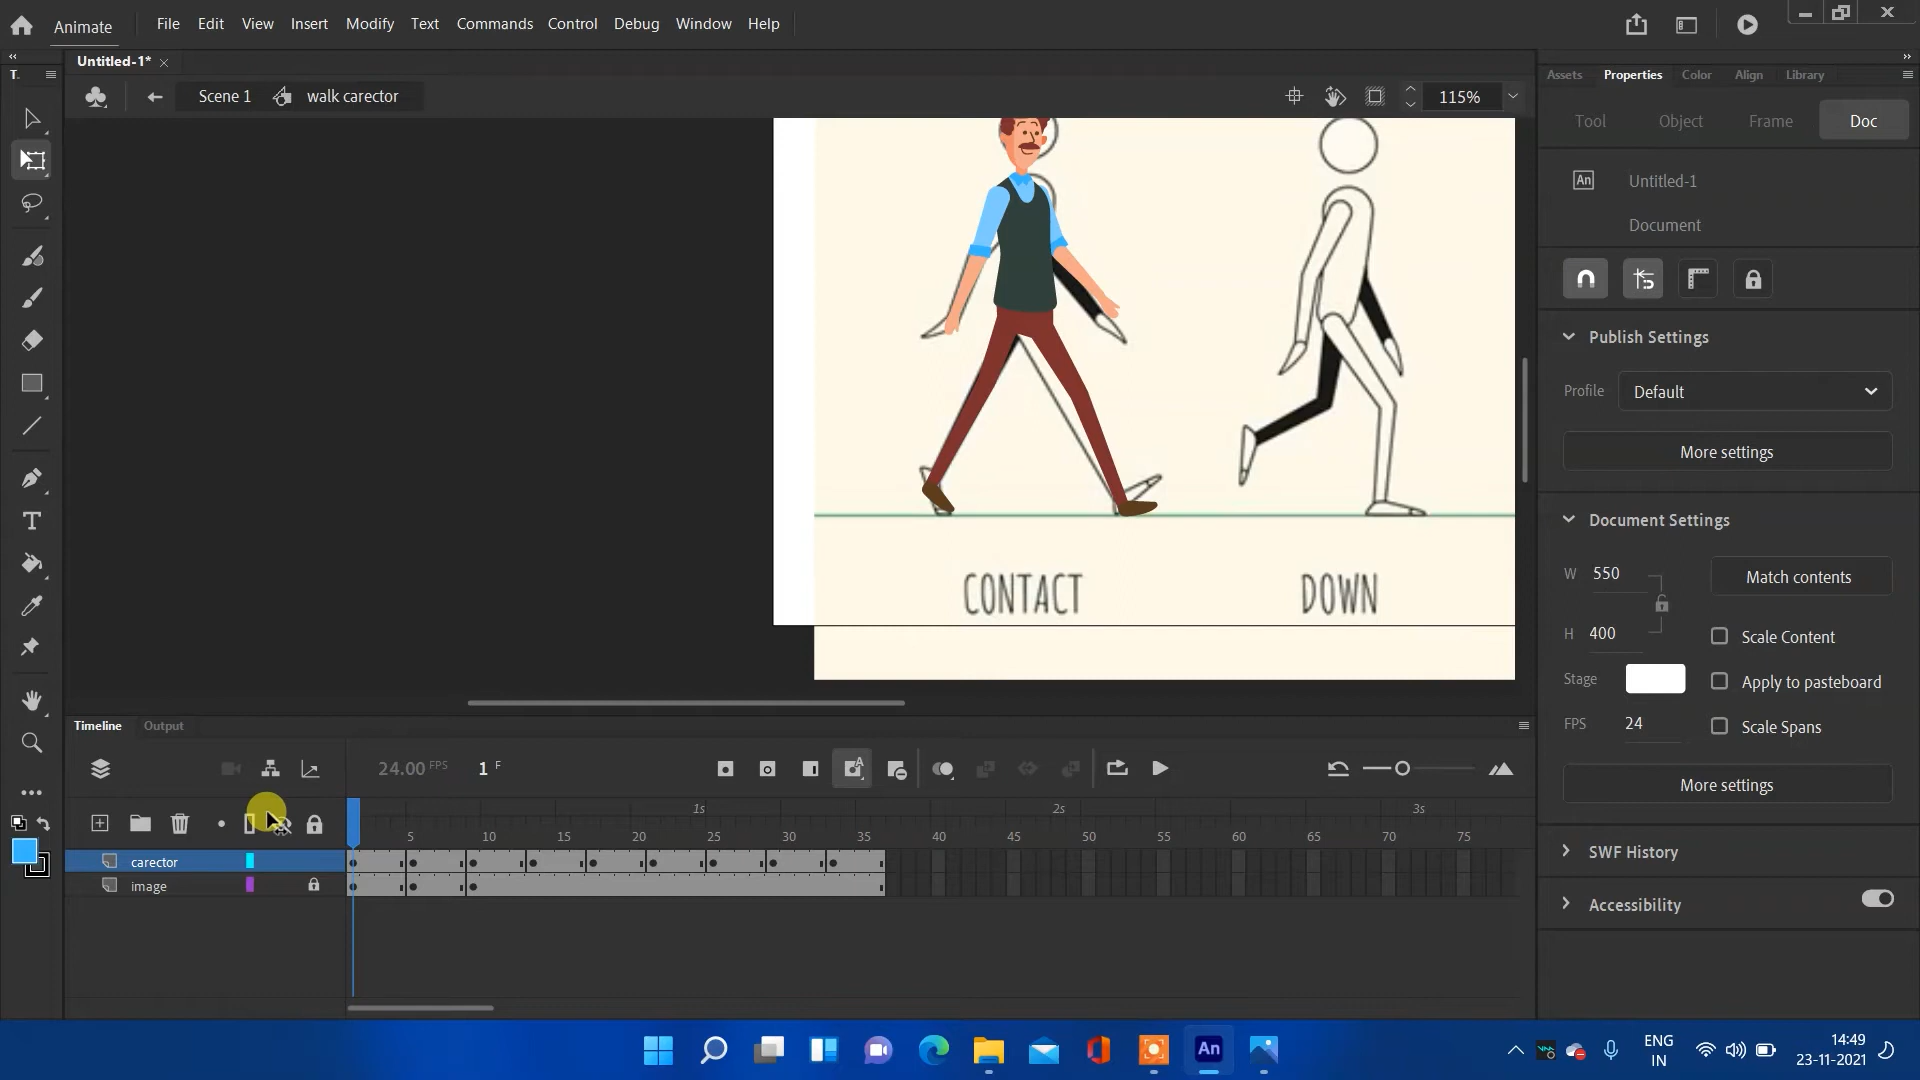 Animate File Edit View Insert Modify Text Commands Control Debug Window Help
Untitled-1*
Scene 1 walk carector 115%
T.
Assets Properties Color Align Library
Tool Object Frame Doc
An Untitled-1
Document
Publish Settings
Profile Default
More settings
Document Settings
W 550 Match contents
H 400 Scale Content
Stage Apply to pasteboard
FPS 24 Scale Spans
More settings
SWF History
Accessibility
CONTACT DOWN
Timeline Output
24.00 FPS 1 F
1s 2s 3s
5 10 15 20 25 30 35 40 45 50 55 60 65 70 75
carector
image
An
ENG
IN
14:49
23-11-2021